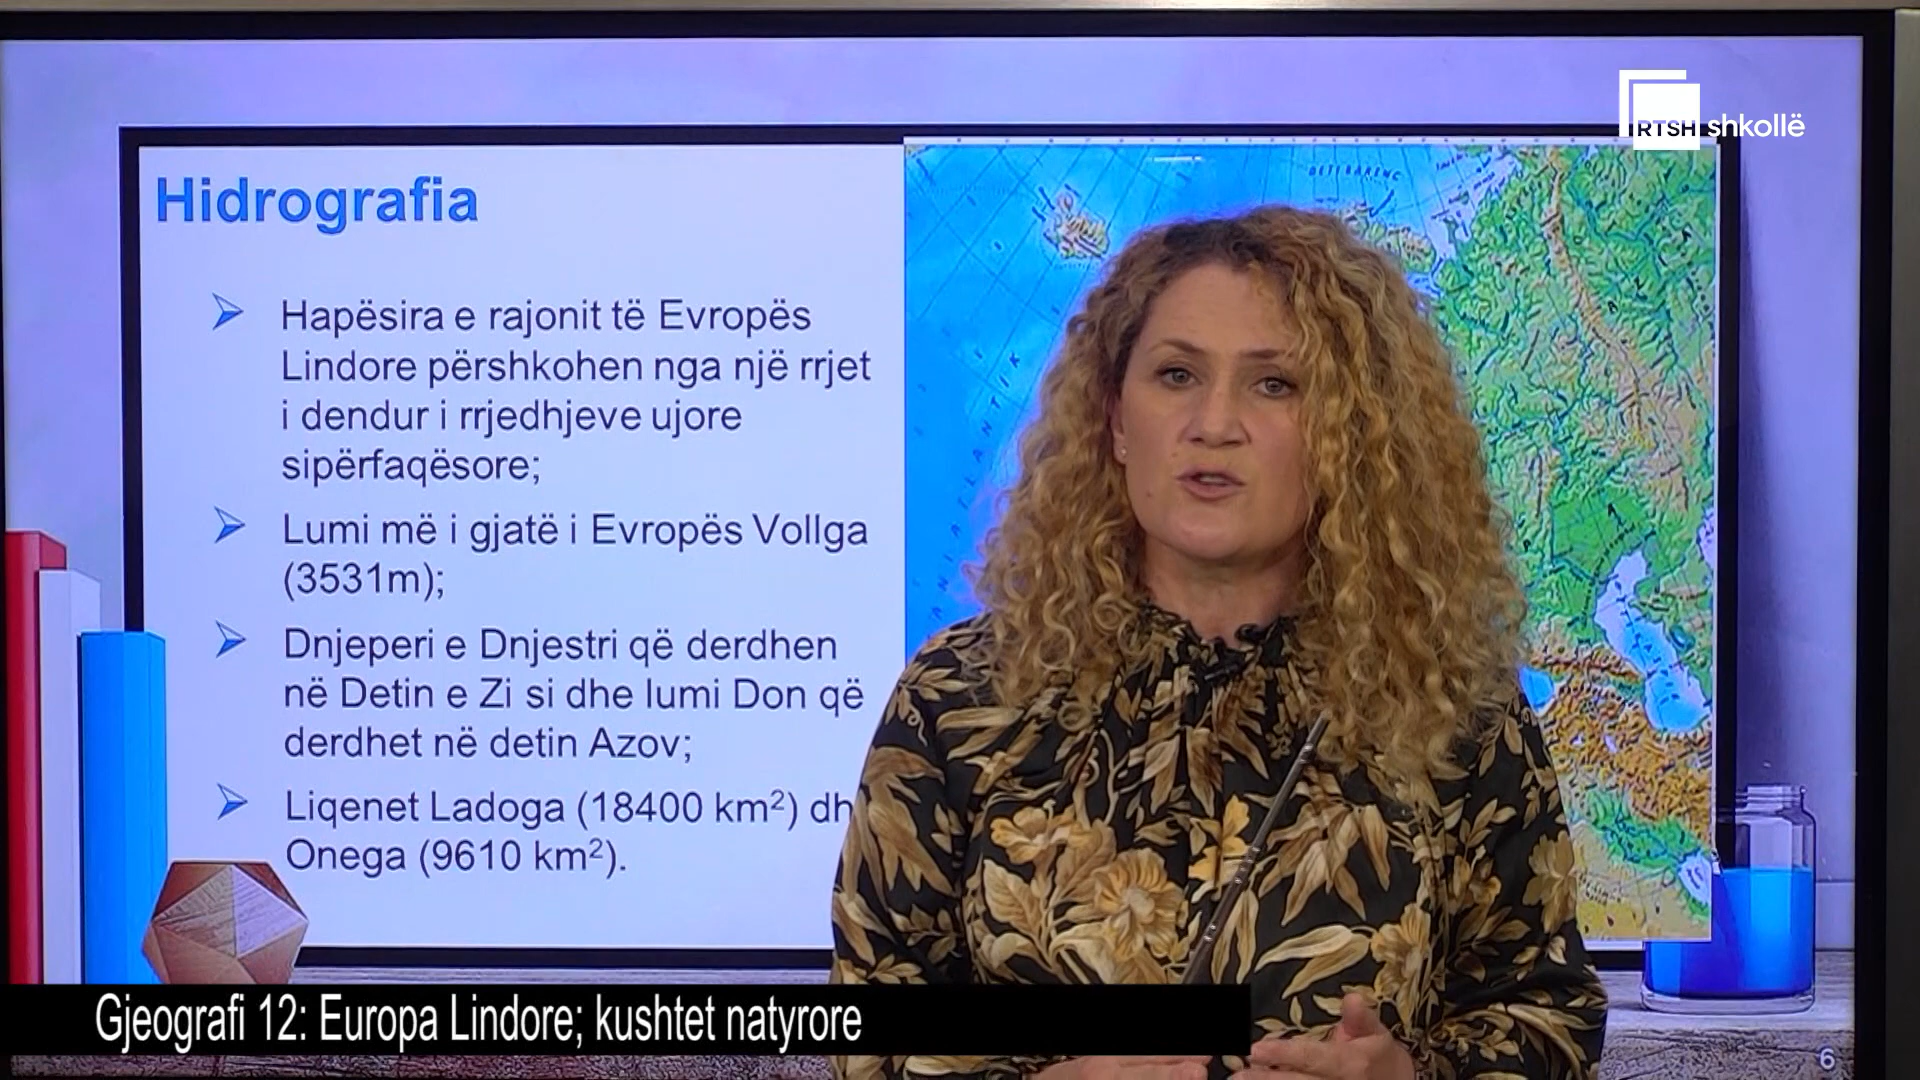 RTSH shkollë
Hidrografia
Hapësira e rajonit të Evropës
Lindore përshkohen nga një rrjet
i dendur i rrjedhjeve ujore
sipërfaqësore;
Lumi më i gjatë i Evropës Vollga
(3531m);
Dnjeperi e Dnjestri që derdhen
në Detin e Zi si dhe lumi Don që
derdhet në detin Azov;
Liqenet Ladoga (18400 km²) dh
Onega (9610 km²).
DETI BARENC
Gjeografi 12: Europa Lindore; kushtet natyrore
6